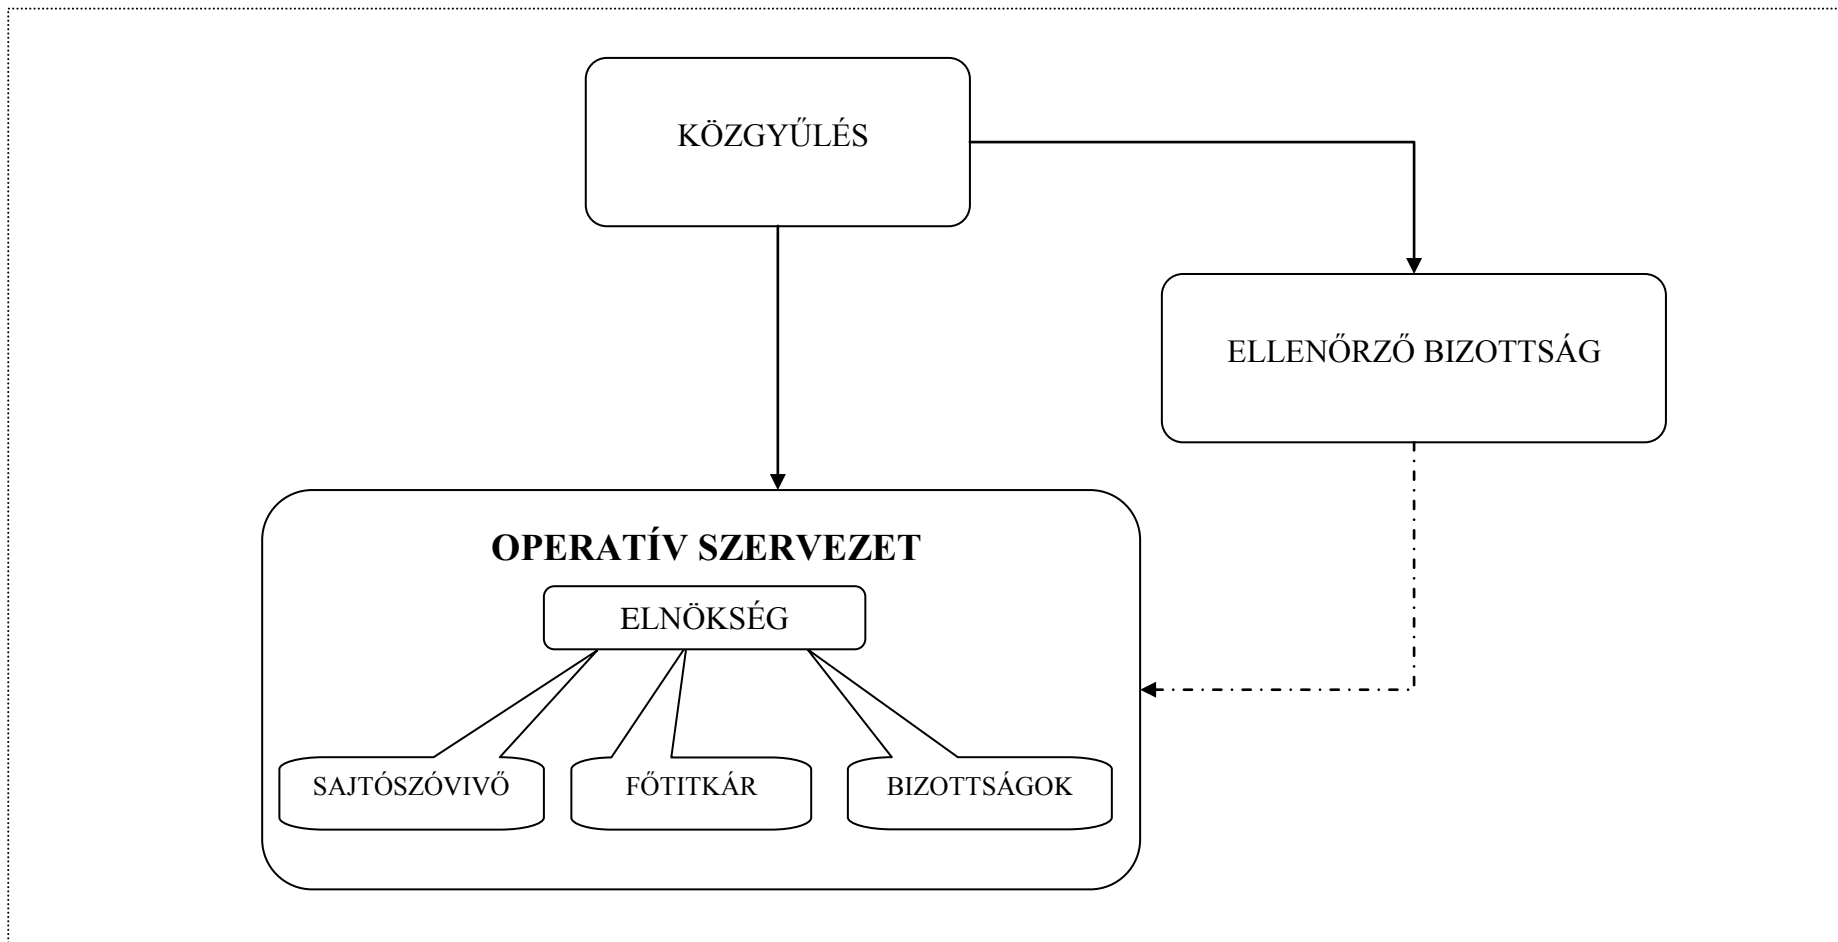 KÖZGYŰLÉS
ELLENŐRZŐ BIZOTTSÁG
OPERATÍV SZERVEZET
ELNÖKSÉG
SAJTÓSZÓVIVŐ
FŐTITKÁR
BIZOTTSÁGOK